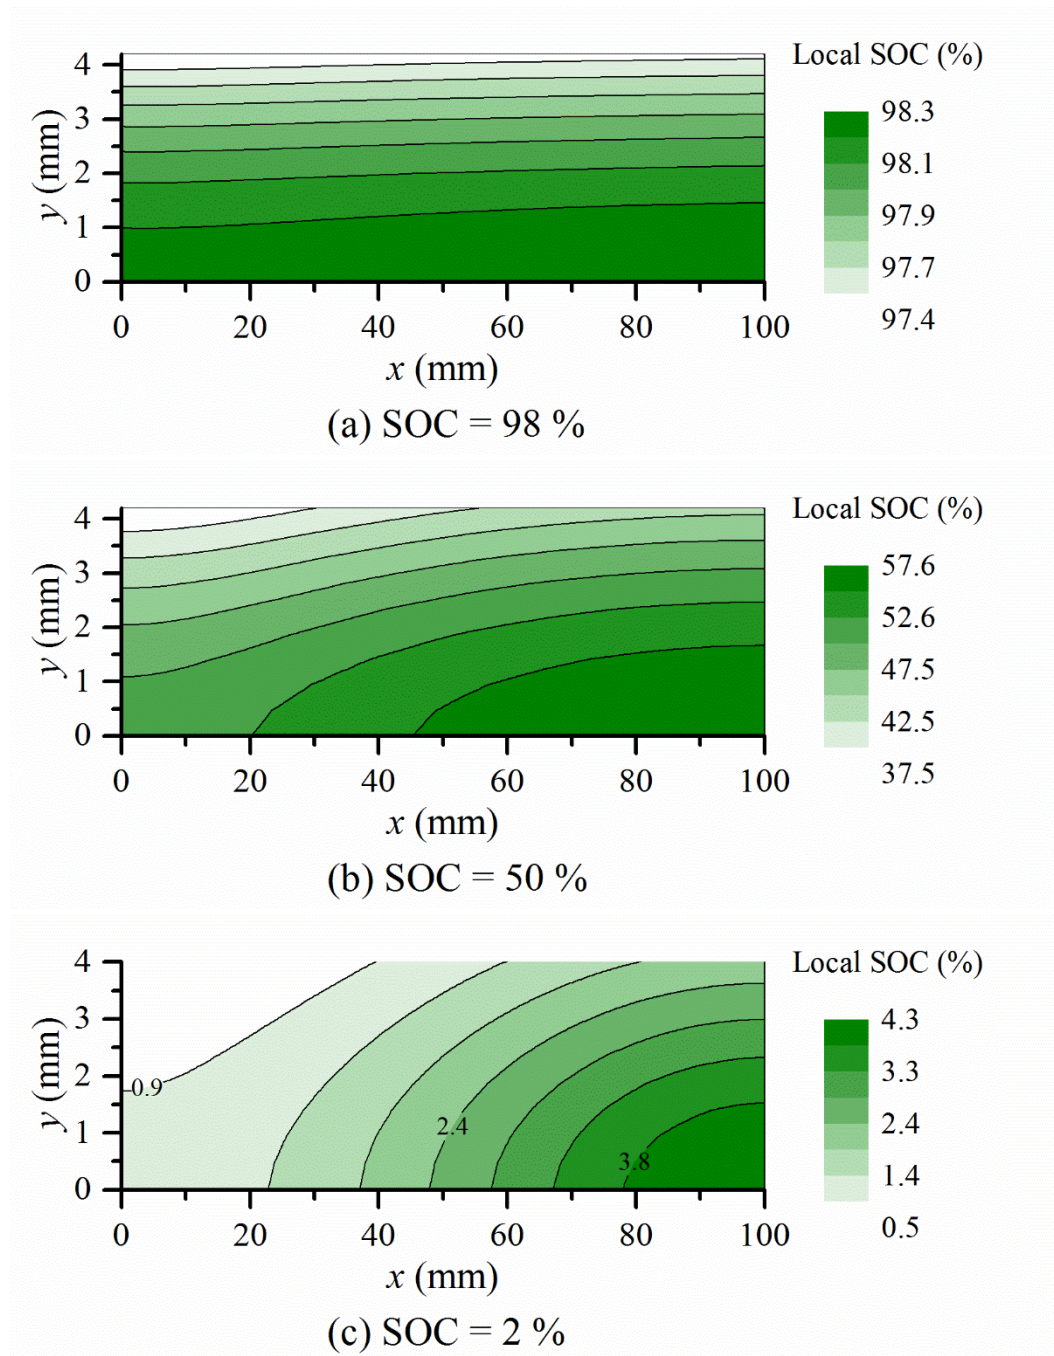 Local SOC (%)
4
3
2
1
0
y (mm)
98.3
98.1
97.9
97.7
97.4
0 20 40 60 80 100
x (mm)
(a) SOC = 98 %
Local SOC (%)
4
3
2
1
0
y (mm)
57.6
52.6
47.5
42.5
37.5
0 20 40 60 80 100
x (mm)
(b) SOC = 50 %
Local SOC (%)
4
3
2
1
0
y (mm)
0.9
2.4
3.8
4.3
3.3
2.4
1.4
0.5
0 20 40 60 80 100
x (mm)
(c) SOC = 2 %